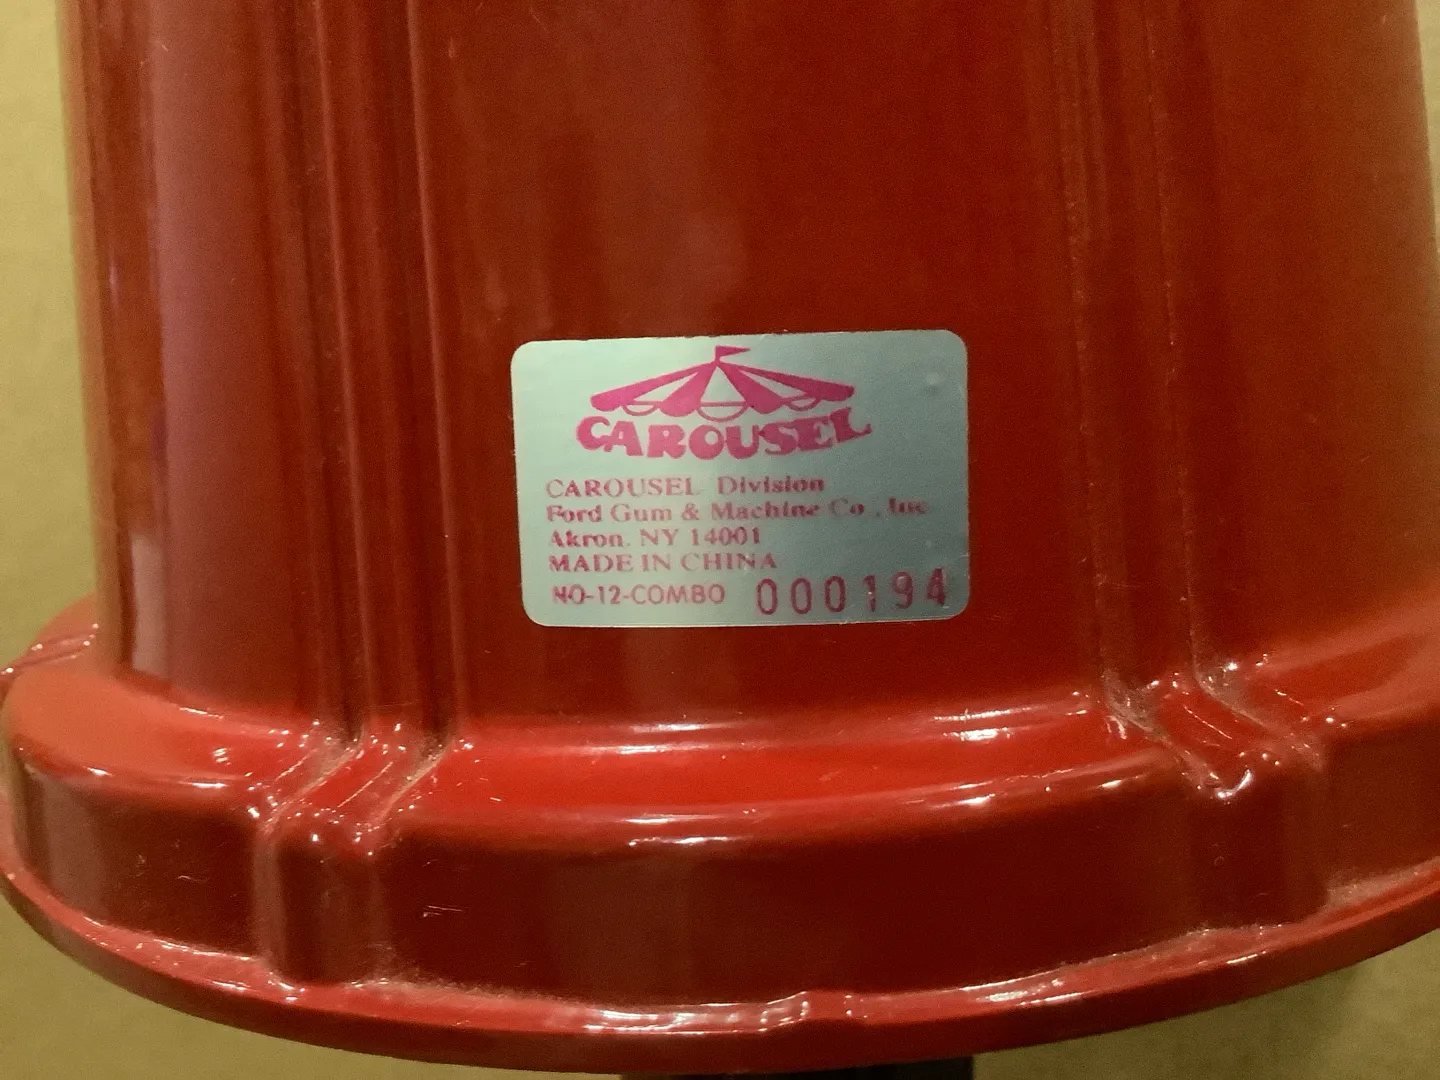 CAROUSEL
CAROUSEL Division
Ford Gum & Machine Co., Inc
Akron, NY 14001
MADE IN CHINA
NO-12-COMBO 000194